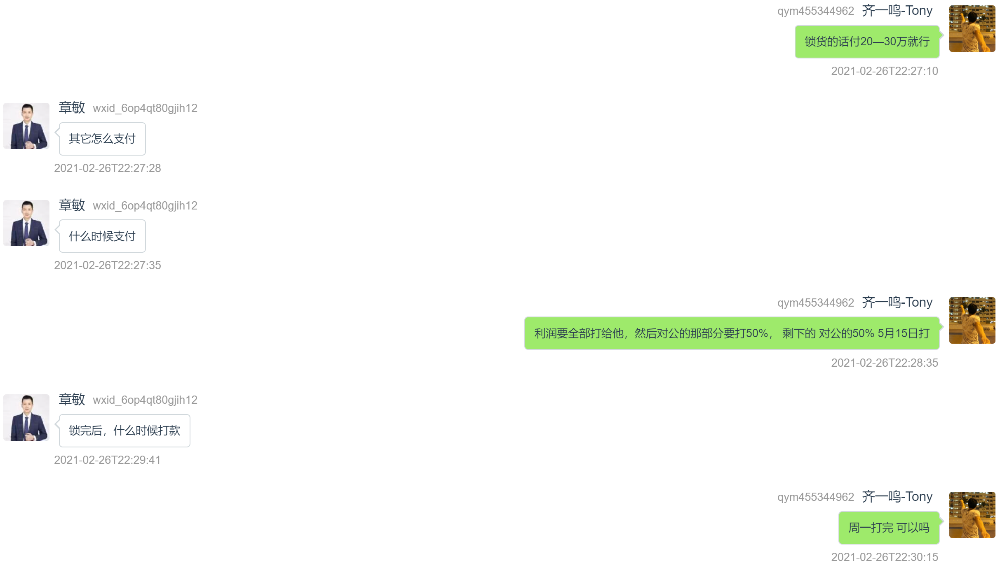 qym455344962 齐一鸣-Tony
锁货的话付20—30万就行
2021-02-26T22:27:10
章敏 wxid_6op4qt80gjih12
其它怎么支付
2021-02-26T22:27:28
章敏 wxid_6op4qt80gjih12
什么时候支付
2021-02-26T22:27:35
qym455344962 齐一鸣-Tony
利润要全部打给他，然后对公的那部分要打50%， 剩下的 对公的50% 5月15日打
2021-02-26T22:28:35
章敏 wxid_6op4qt80gjih12
锁完后，什么时候打款
2021-02-26T22:29:41
qym455344962 齐一鸣-Tony
周一打完 可以吗
2021-02-26T22:30:15